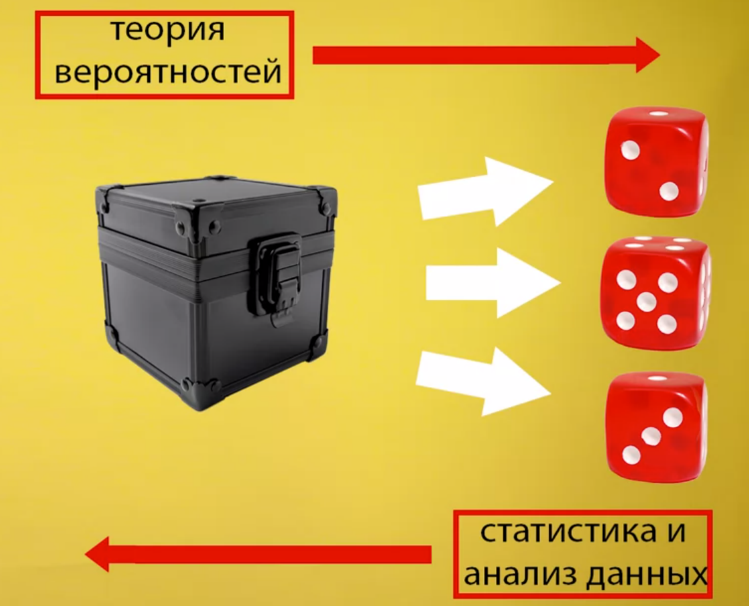 теория
вероятностей
статистика и
анализ данных